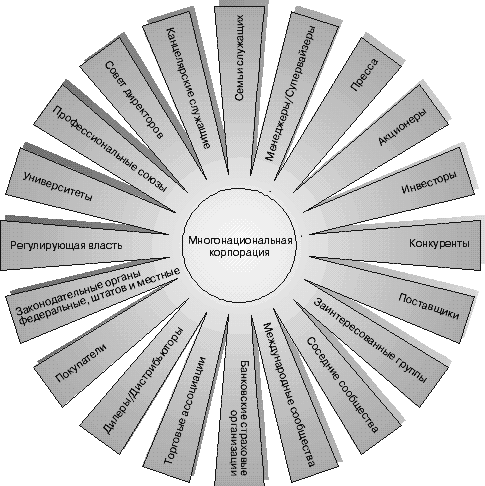 Семьи служащих
Менеджеры/Супервайзеры
Пресса
Акционеры
Инвесторы
Конкуренты
Поставщики
Заинтересованные группы
Соседние сообщества
Международные сообщества
Банковские страховые
организации
Торговые ассоциации
Дилеры/Дистрибьюторы
Покупатели
Законодательные органы
федеральные, штатов и местные
Регулирующая власть
Университеты
Профессиональные союзы
Совет директоров
Канцелярские служащие
Многонациональная
корпорация